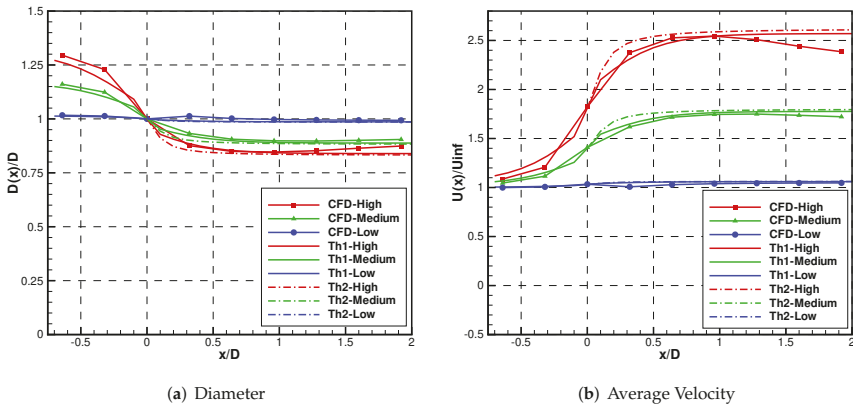 D(x)/D
1.5
1.25
1
0.75
0.5
0.25
0
-0.5
0
0.5
1
1.5
2
x/D
CFD-High
CFD-Medium
CFD-Low
Th1-High
Th1-Medium
Th1-Low
Th2-High
Th2-Medium
Th2-Low
(a) Diameter
U(x)/Uinf
2.5
2
1.5
1
0.5
0
-0.5
-0.5
0
0.5
1
1.5
2
x/D
CFD-High
CFD-Medium
CFD-Low
Th1-High
Th1-Medium
Th1-Low
Th2-High
Th2-Medium
Th2-Low
(b) Average Velocity